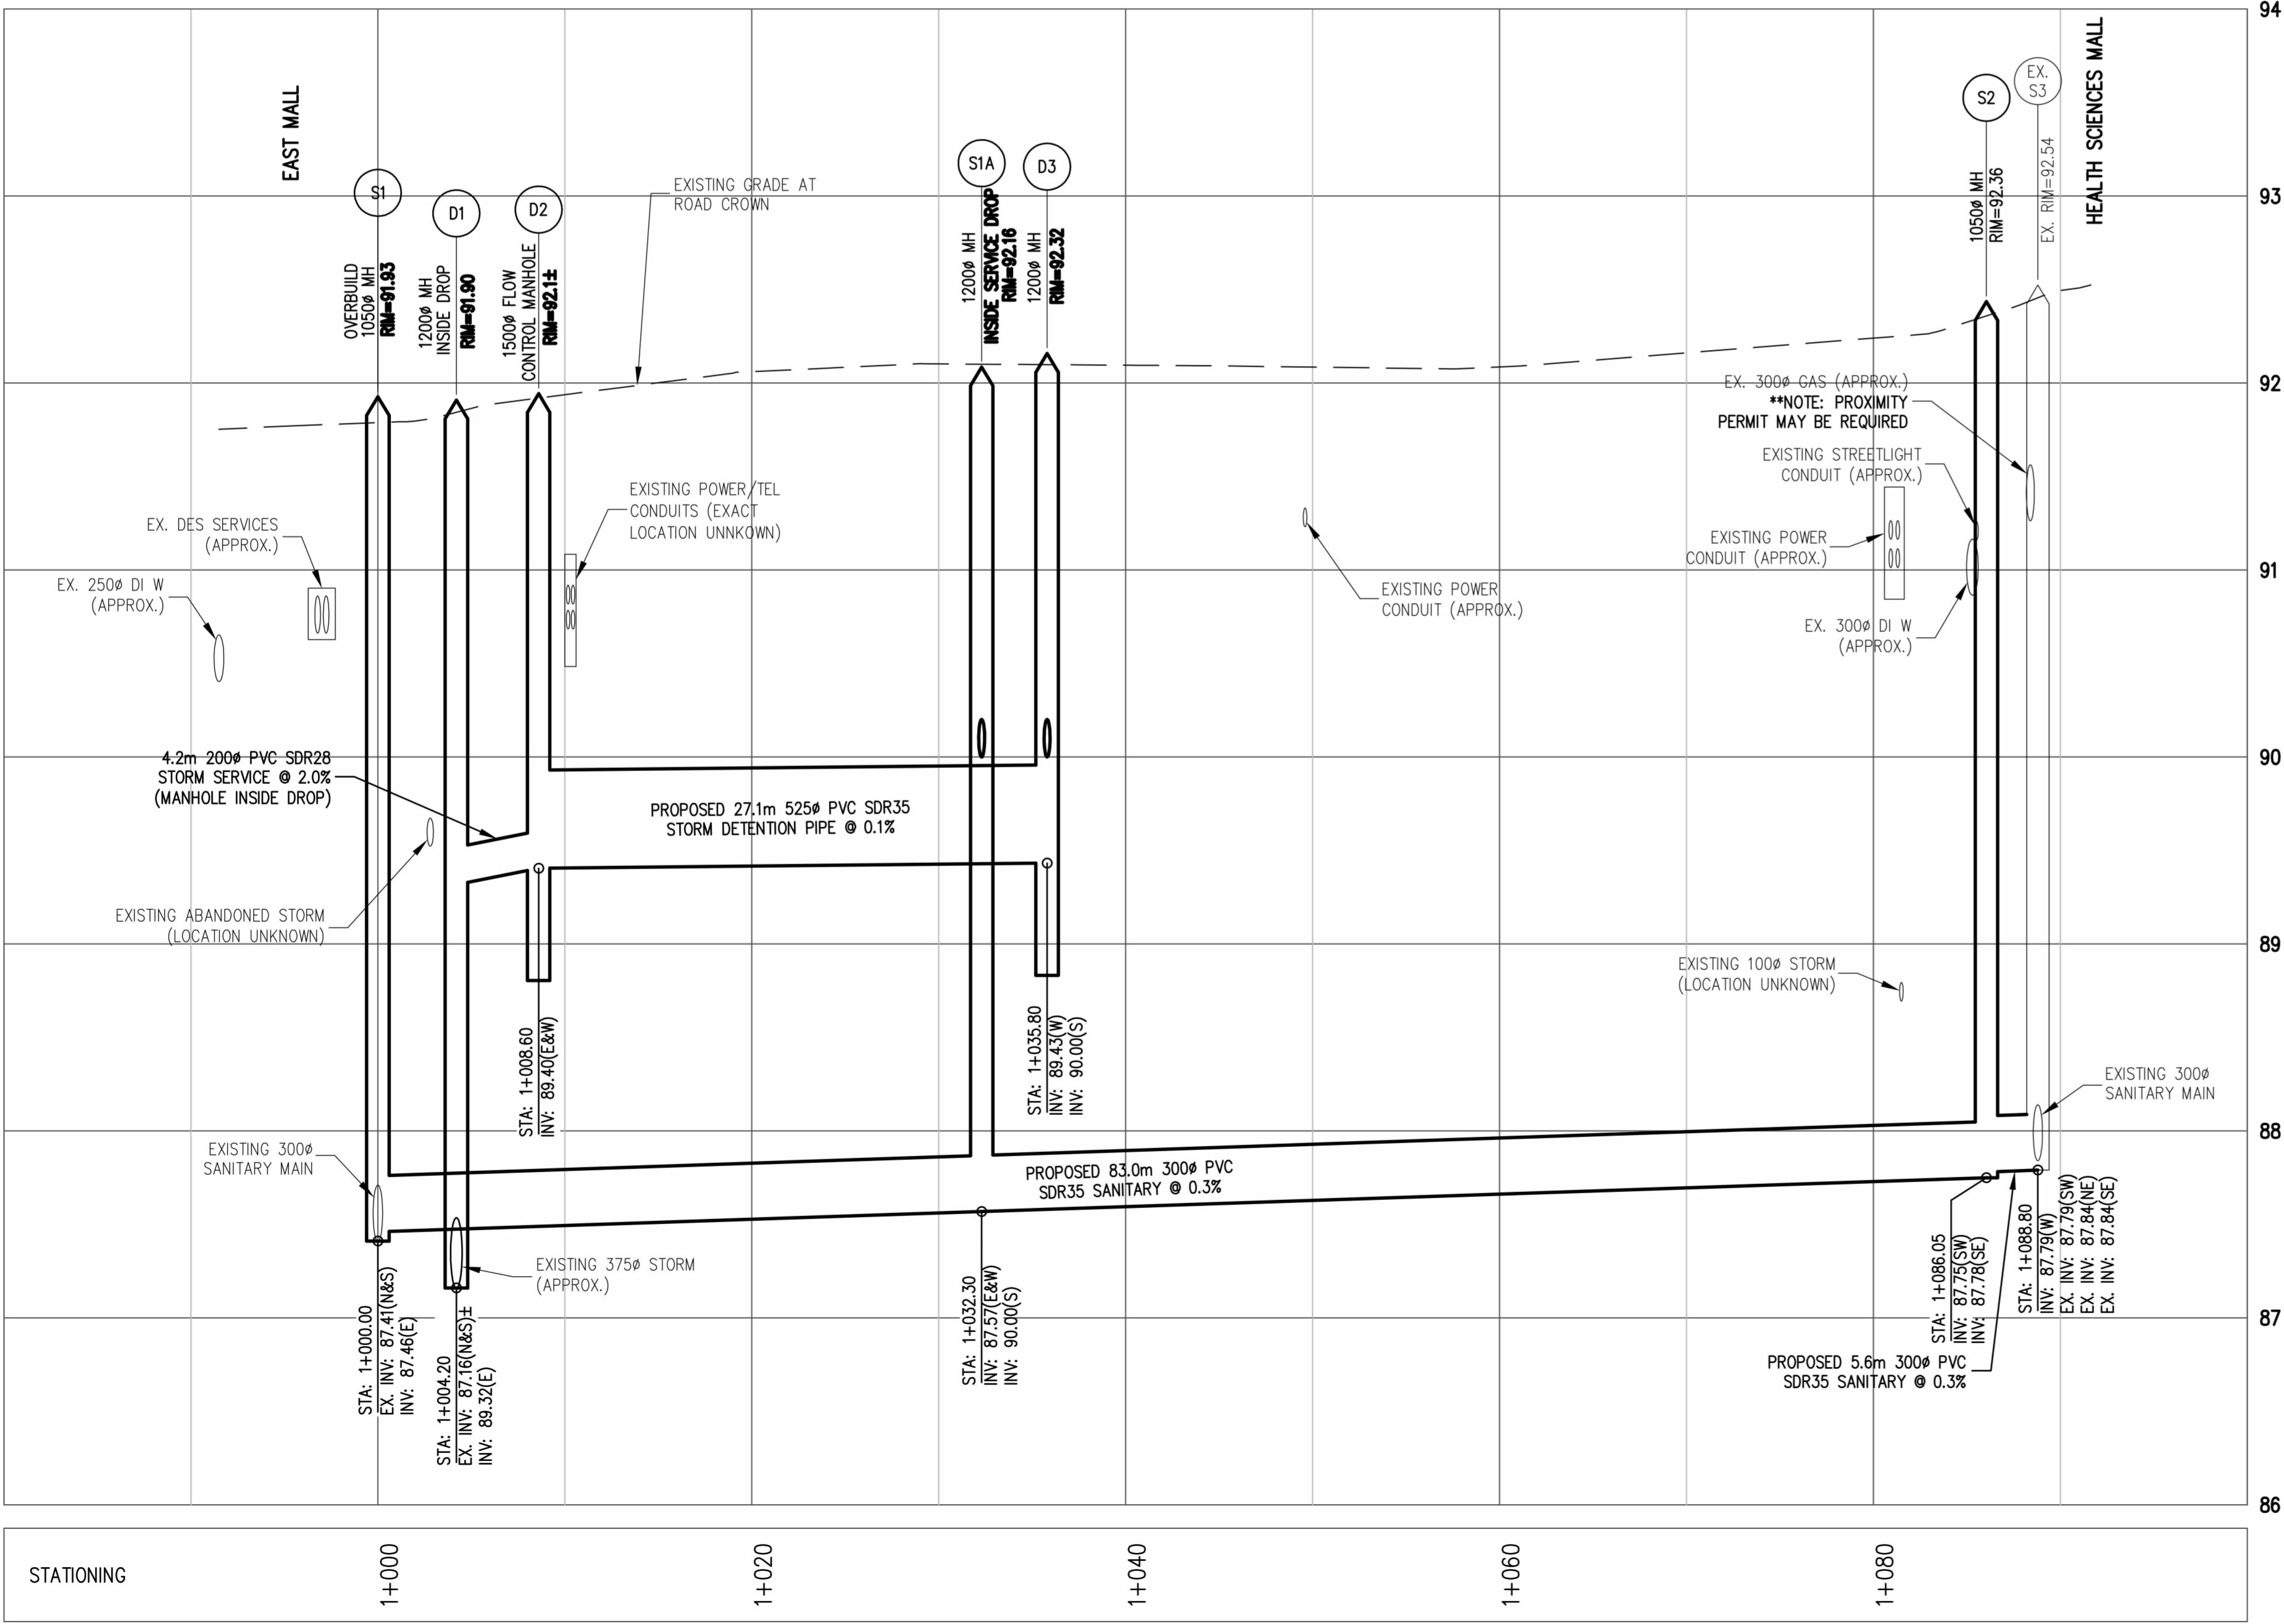 94
93
92
91
90
89
88
87
86
EAST MALL
HEALTH SCIENCES MALL
S1
OVERBUILD
1050ø MH
RIM=91.93
D1
1200ø MH
INSIDE DROP
RIM=91.90
D2
1500ø FLOW
CONTROL MANHOLE
RIM=92.1±
EXISTING GRADE AT
ROAD CROWN
S1A
1200ø MH
INSIDE SERVICE DROP
RIM=92.16
D3
1200ø MH
RIM=92.32
S2
1050ø MH
RIM=92.36
EX.
S3
EX. RIM=92.54
EX. 300ø GAS (APPROX.)
**NOTE: PROXIMITY
PERMIT MAY BE REQUIRED
EXISTING STREETLIGHT
CONDUIT (APPROX.)
EXISTING POWER
CONDUIT (APPROX.)
EX. 300ø DI W
(APPROX.)
EXISTING POWER/TEL
CONDUITS (EXACT
LOCATION UNNKOWN)
EX. DES SERVICES
(APPROX.)
EX. 250ø DI W
(APPROX.)
EXISTING POWER
CONDUIT (APPROX.)
4.2m 200ø PVC SDR28
STORM SERVICE @ 2.0%
(MANHOLE INSIDE DROP)
PROPOSED 27.1m 525ø PVC SDR35
STORM DETENTION PIPE @ 0.1%
EXISTING ABANDONED STORM
(LOCATION UNKNOWN)
EXISTING 100ø STORM
(LOCATION UNKNOWN)
STA: 1+008.60
INV: 89.40(E&W)
STA: 1+035.80
INV: 89.43(W)
INV: 90.00(S)
EXISTING 300ø
SANITARY MAIN
EXISTING 300ø
SANITARY MAIN
PROPOSED 83.0m 300ø PVC
SDR35 SANITARY @ 0.3%
EXISTING 375ø STORM
(APPROX.)
STA: 1+000.00
EX. INV: 87.41(N&S)
INV: 87.46(E)
STA: 1+004.20
EX. INV: 87.16(N&S)±
INV: 89.32(E)
STA: 1+032.30
INV: 87.57(E&W)
INV: 90.00(S)
STA: 1+086.05
INV: 87.75(SW)
INV: 87.78(SE)
STA: 1+088.80
INV: 87.79(W)
EX. INV: 87.79(SW)
EX. INV: 87.84(NE)
EX. INV: 87.84(SE)
PROPOSED 5.6m 300ø PVC
SDR35 SANITARY @ 0.3%
STATIONING
1+000
1+020
1+040
1+060
1+080